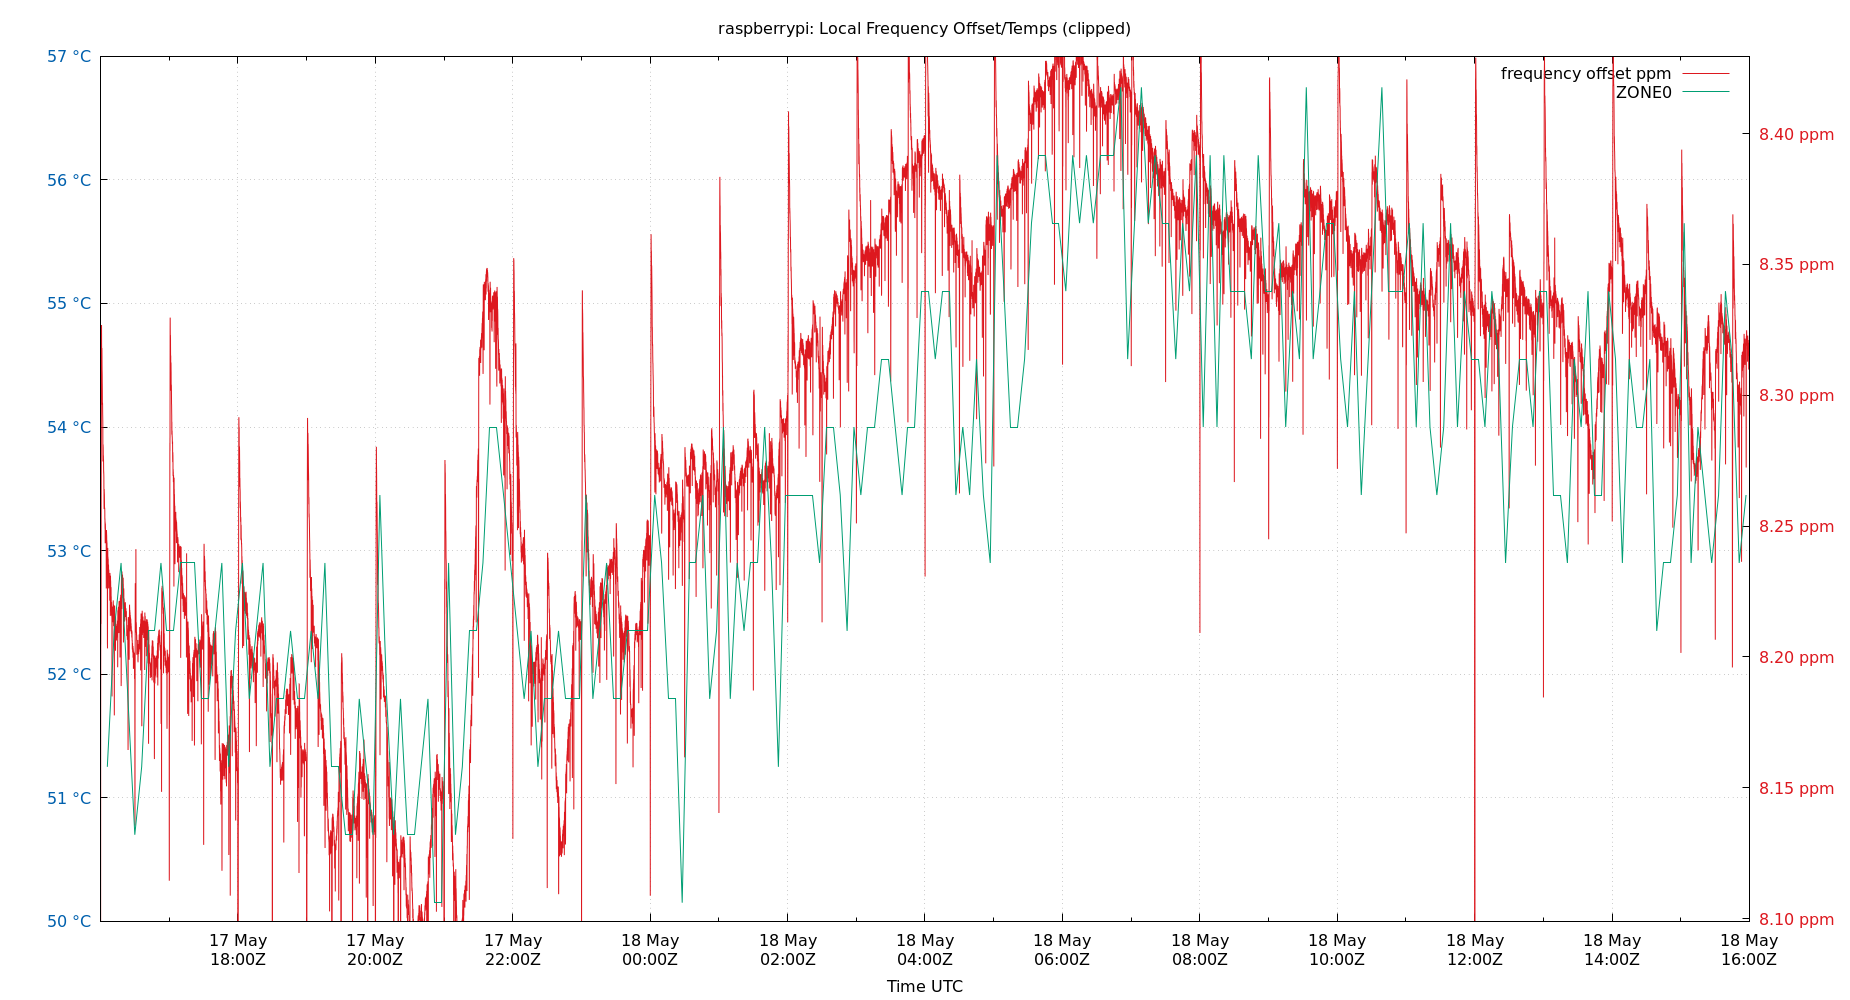 raspberrypi: Local Frequency Offset/Temps (clipped)
frequency offset ppm
ZONE0
57 °C
56 °C
55 °C
54 °C
53 °C
52 °C
51 °C
50 °C
8.40 ppm
8.35 ppm
8.30 ppm
8.25 ppm
8.20 ppm
8.15 ppm
8.10 ppm
17 May
18:00Z
17 May
20:00Z
17 May
22:00Z
18 May
00:00Z
18 May
02:00Z
18 May
04:00Z
18 May
06:00Z
18 May
08:00Z
18 May
10:00Z
18 May
12:00Z
18 May
14:00Z
18 May
16:00Z
Time UTC